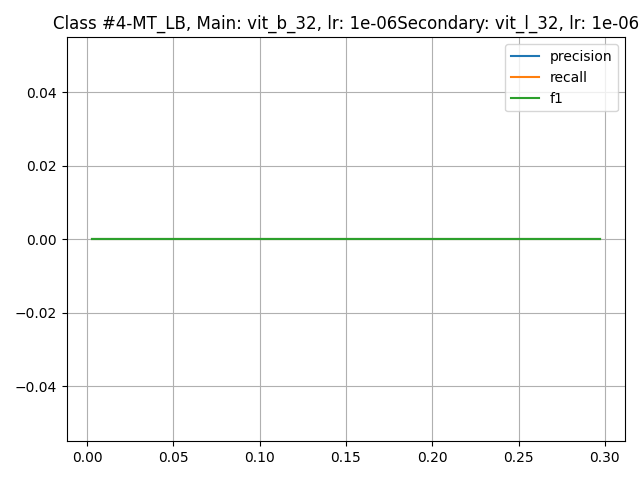 Class #4-MT_LB, Main: vit_b_32, lr: 1e-06Secondary: vit_l_32, lr: 1e-06
precision
recall
f1
0.04
0.02
0.00
−0.02
−0.04
0.00 0.05 0.10 0.15 0.20 0.25 0.30